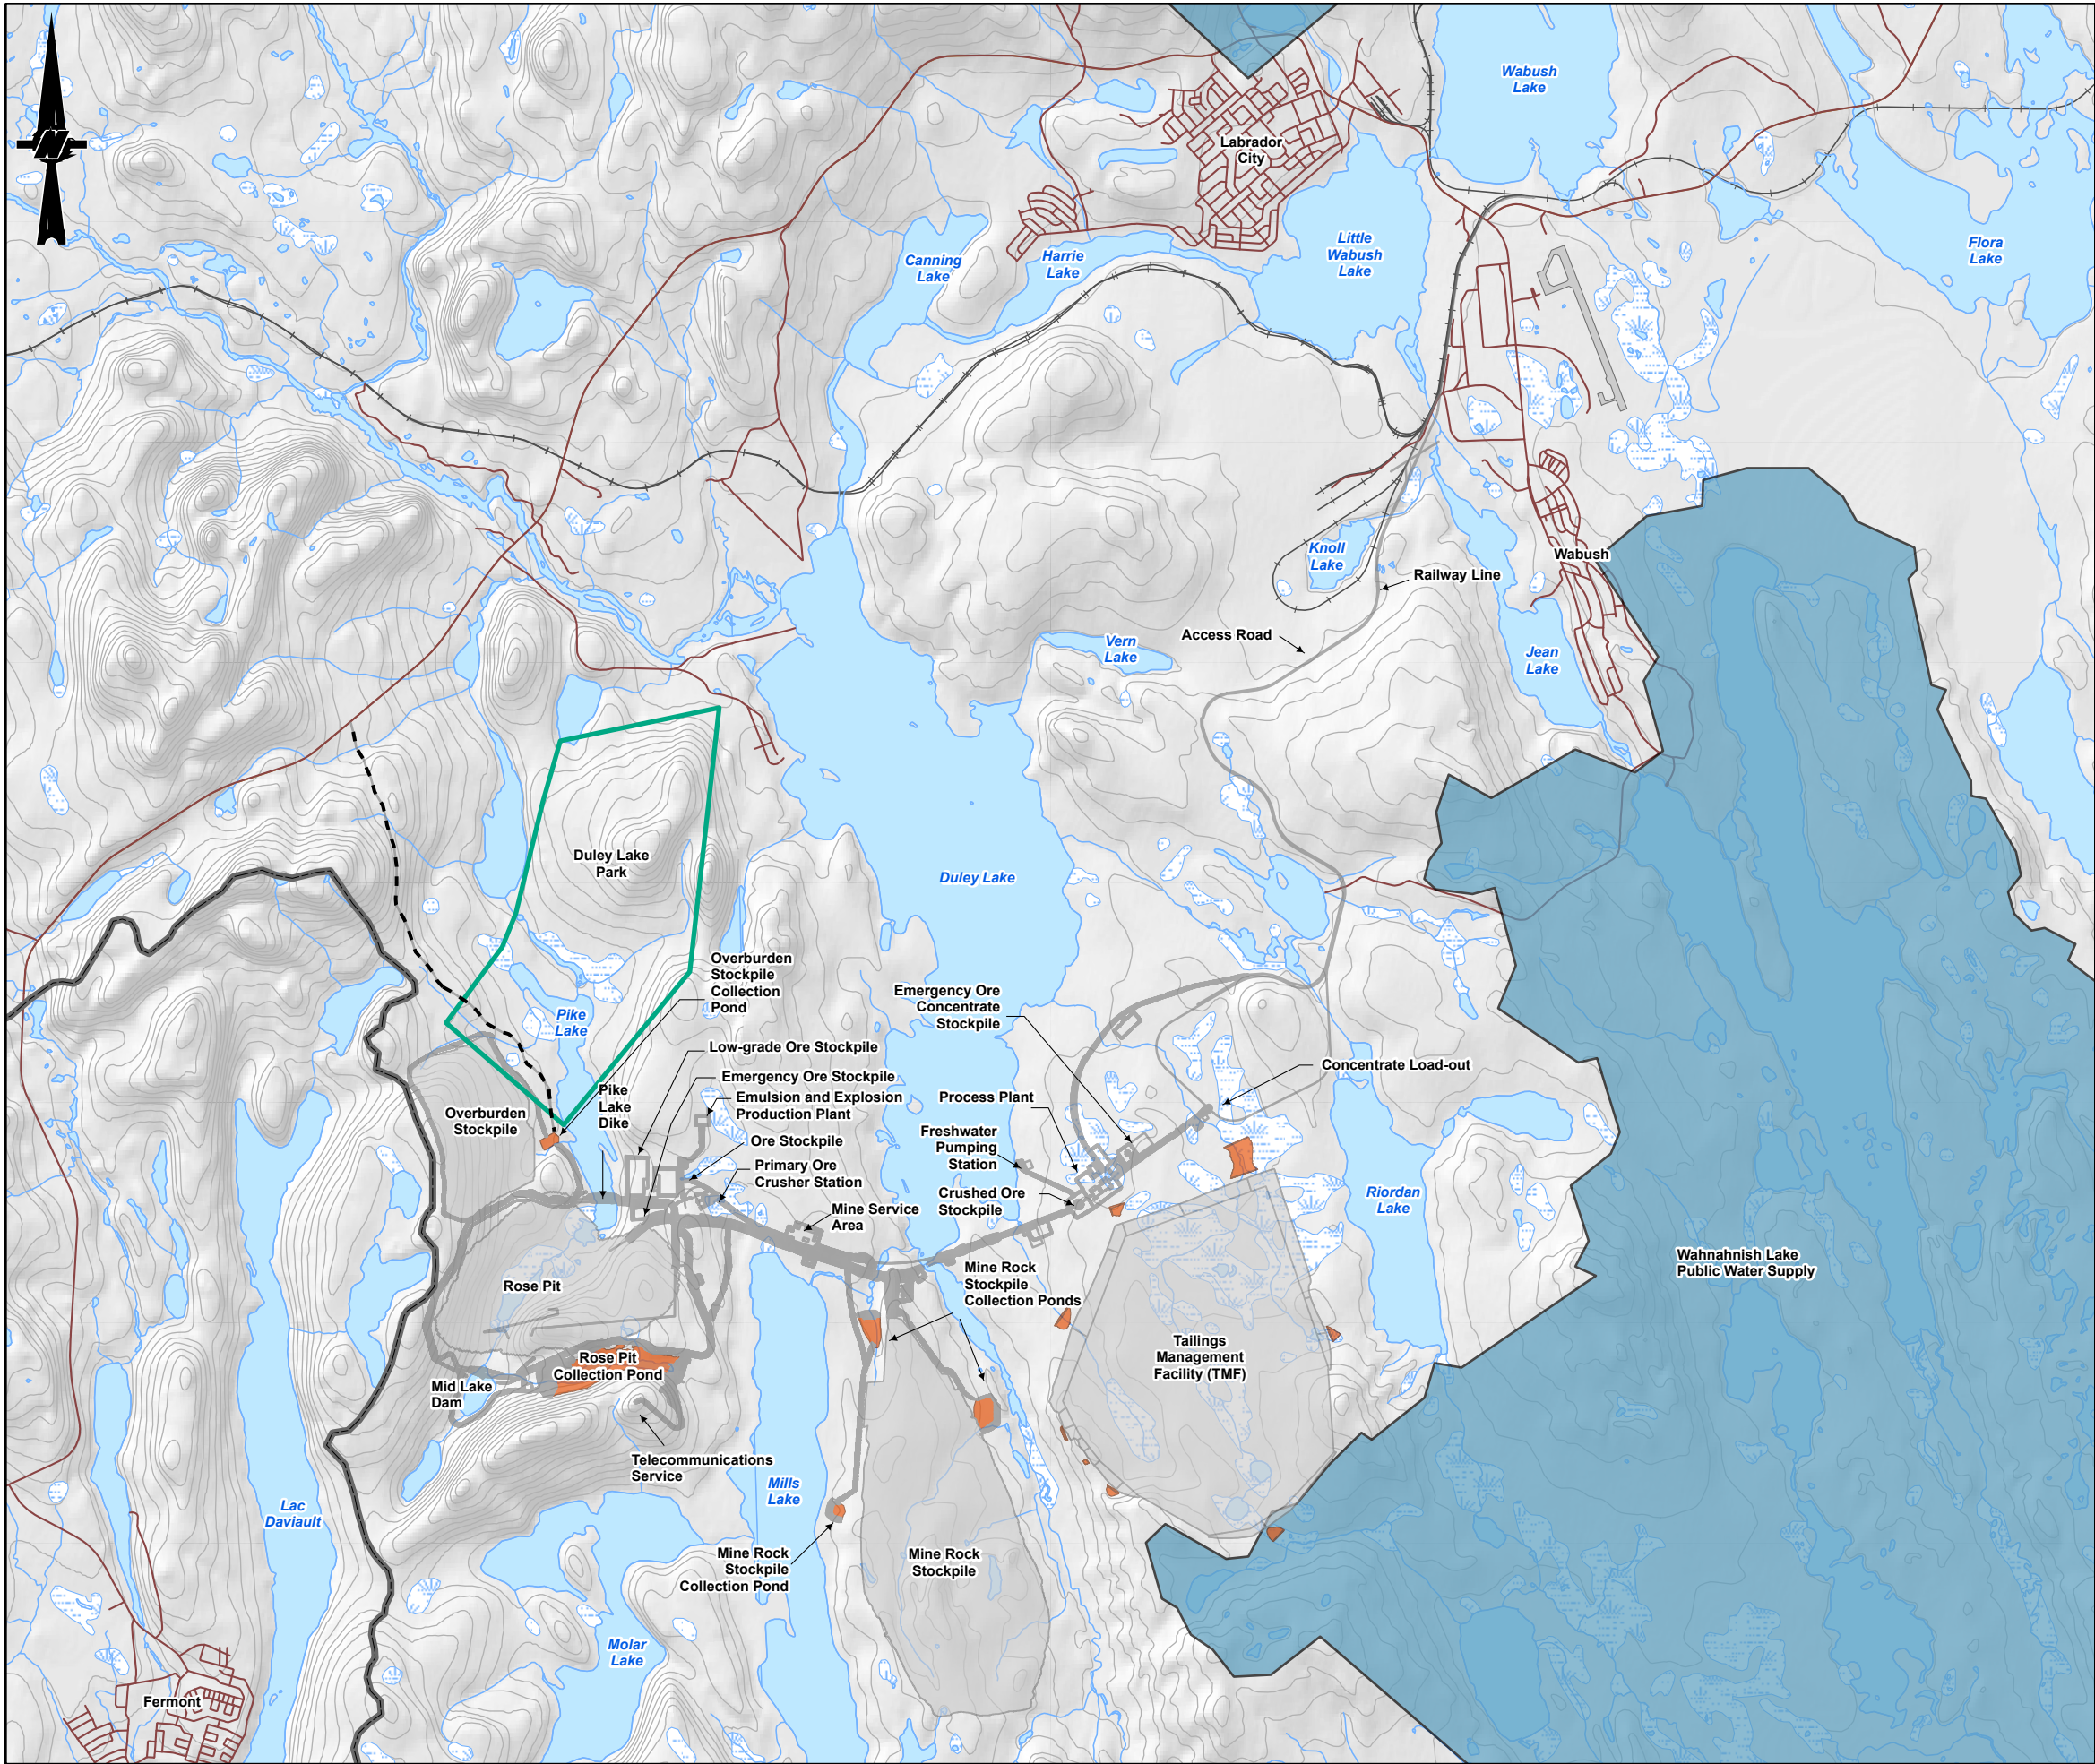 N
Wabush
Lake
Labrador
City
Little
Wabush
Lake
Flora
Lake
Canning
Lake
Harrie
Lake
Knoll
Lake
Wabush
Railway Line
Access Road
Vern
Lake
Jean
Lake
Duley Lake
Park
Duley Lake
Overburden
Stockpile
Collection
Pond
Pike
Lake
Emergency Ore
Concentrate
Stockpile
Low-grade Ore Stockpile
Concentrate Load-out
Emergency Ore Stockpile
Pike
Lake
Dike
Emulsion and Explosion
Production Plant
Process Plant
Overburden
Stockpile
Ore Stockpile
Freshwater
Pumping
Station
Primary Ore
Crusher Station
Crushed Ore
Stockpile
Riordan
Lake
Mine Service
Area
Wahnahnish Lake
Public Water Supply
Rose Pit
Mine Rock
Stockpile
Collection Ponds
Tailings
Management
Facility (TMF)
Rose Pit
Collection Pond
Mid Lake
Dam
Telecommunications
Service
Mills
Lake
Lac
Daviault
Mine Rock
Stockpile
Collection Pond
Mine Rock
Stockpile
Molar
Lake
Fermont